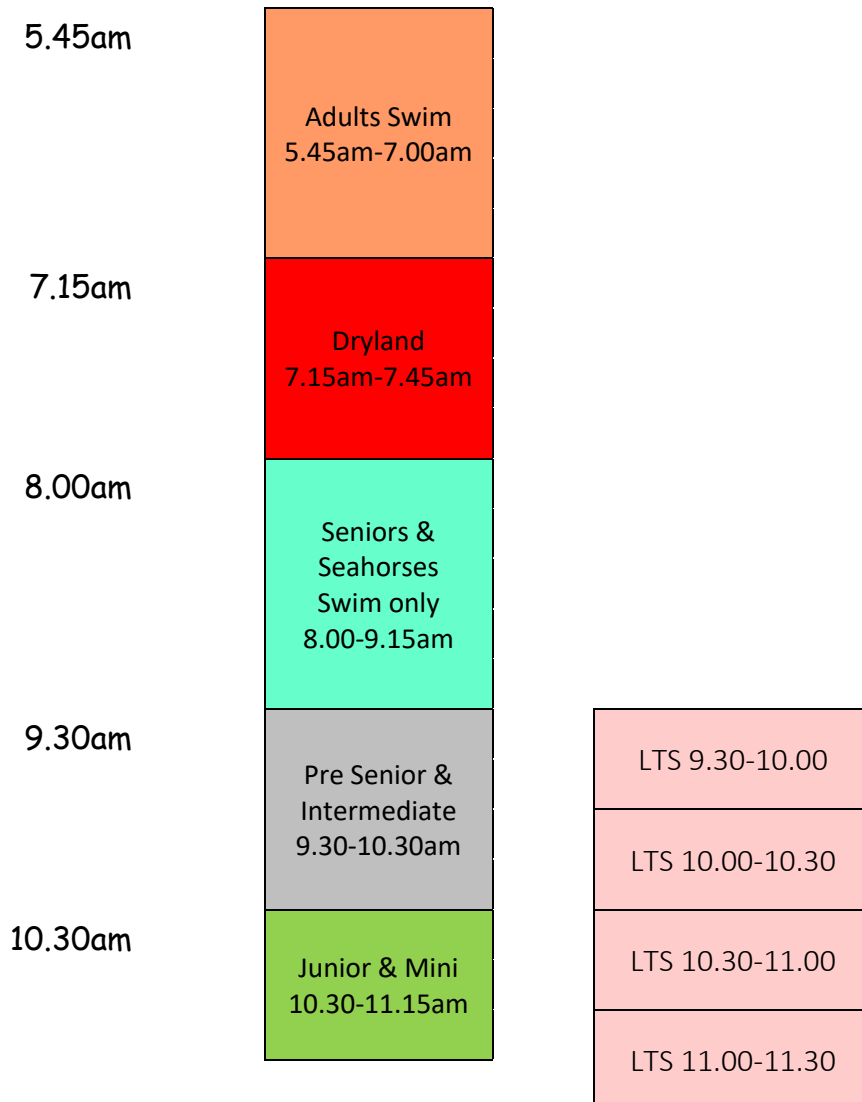 5.45am
Adults Swim
5.45am-7.00am
7.15am
Dryland
7.15am-7.45am
8.00am
Seniors &
Seahorses
Swim only
8.00-9.15am
9.30am
Pre Senior &
Intermediate
9.30-10.30am
LTS 9.30-10.00
LTS 10.00-10.30
10.30am
Junior & Mini
10.30-11.15am
LTS 10.30-11.00
LTS 11.00-11.30